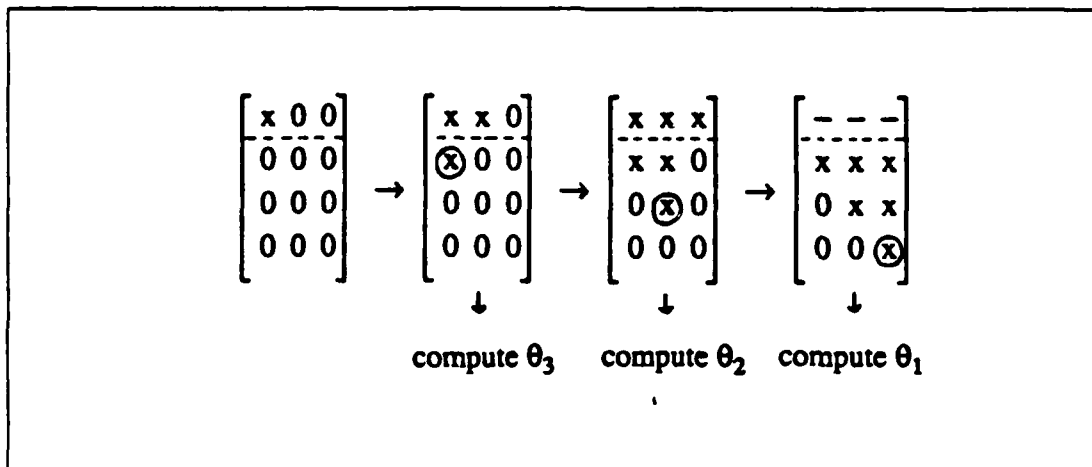 [x 0 0] [x x 0] [x x x] [– – –]
[0 0 0] → [ⓧ 0 0] → [x x 0] → [x x x]
[0 0 0] [0 0 0] [0 ⓧ 0] [0 x x]
[0 0 0] [0 0 0] [0 0 0] [0 0 ⓧ]
↓ ↓ ↓
compute θ₃ compute θ₂ compute θ₁